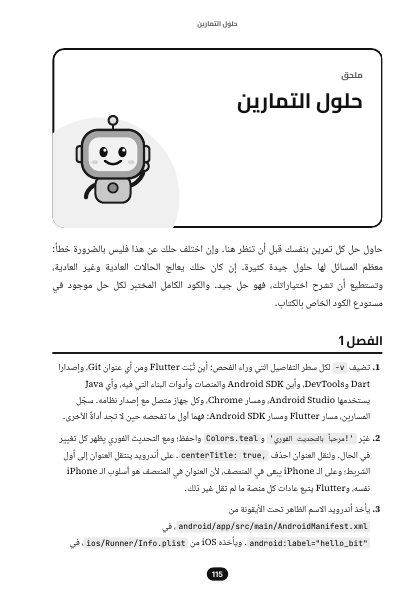 حلول التمارين
ملحق
حلول التمارين
حاول حل كل تمرين بنفسك قبل أن تنظر هنا. وإن اختلف حلك عن هذا فليس بالضرورة خطأً:
معظم المسائل لها حلول جيدة كثيرة. إن كان حلك يعالج الحالات العادية وغير العادية،
وتستطيع أن تشرح اختياراتك، فهو حل جيد. والكود الكامل المختبر لكل حل موجود في
مستودع الكود الخاص بالكتاب.
الفصل 1
1. تضيف -v لكل سطر التفاصيل التي وراء الفحص: أين ثُبّت Flutter ومن أي عنوان Git، وإصدارا
Dart وDevTools، وأين Android SDK والمنصات وأدوات البناء التي فيه، وأي Java
يستخدمها Android Studio، ومسار Chrome، وكل جهاز متصل مع إصدار نظامه. سجّل
المسارين، مسار Flutter ومسار Android SDK: فهما أول ما تفحصه حين لا تجد أداةٌ الأخرى.
2. غيّر 'مرحباً بالتحديث الفوري!' و Colors.teal واحفظ؛ ومع التحديث الفوري يظهر كل تغيير
في الحال. ولنقل العنوان احذف centerTitle: true,‎. على أندرويد ينتقل العنوان إلى أول
الشريط؛ وعلى الـ iPhone يبقى في المنتصف، لأن العنوان في المنتصف هو أسلوب الـ iPhone
نفسه، وFlutter يتبع عادات كل منصة ما لم تقل غير ذلك.
3. يأخذ أندرويد الاسم الظاهر تحت الأيقونة من
android/app/src/main/AndroidManifest.xml، في
android:label="hello_bit". ويأخذه iOS من ios/Runner/Info.plist، في
115